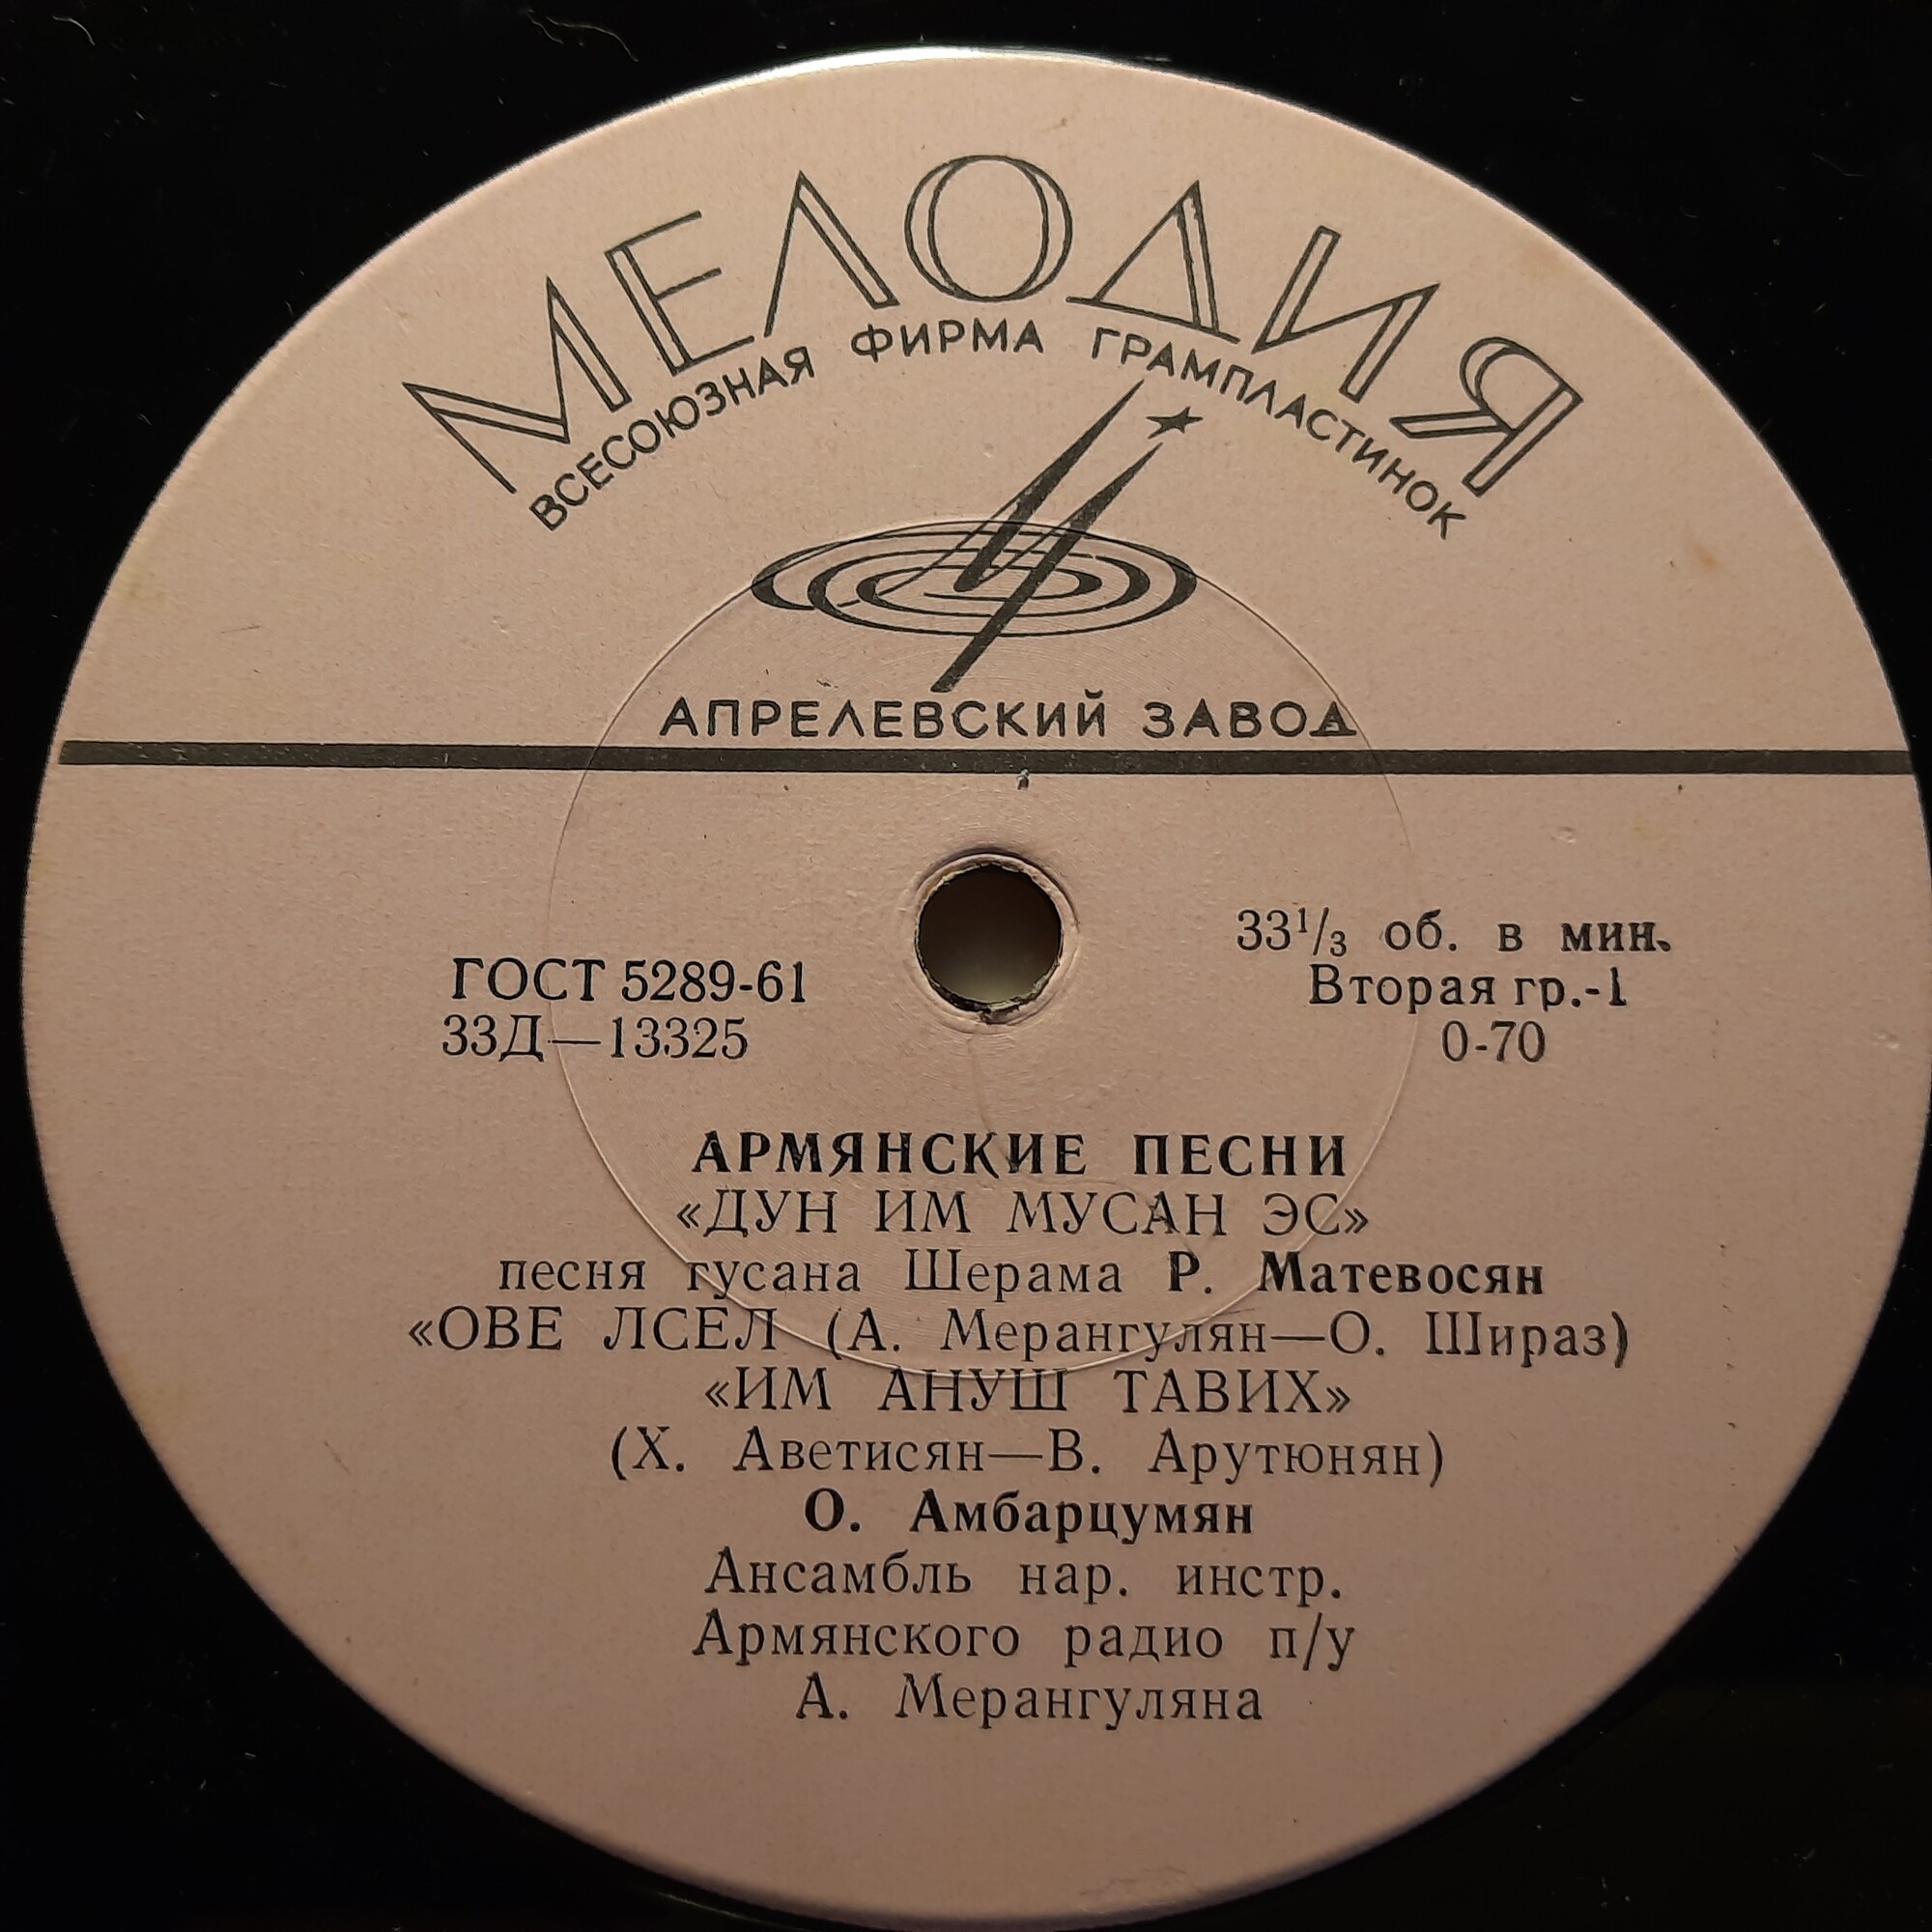 МЕЛОДИЯ
ВСЕСОЮЗНАЯ ФИРМА ГРАМПЛАСТИНОК
АПРЕЛЕВСКИЙ ЗАВОД
33¹/₃ об. в мин.
ГОСТ 5289-61
Вторая гр.-1
33Д—13325
0-70
АРМЯНСКИЕ ПЕСНИ
«ДУН ИМ МУСАН ЭС»
песня гусана Шерама Р. Матевосян
«ОВЕ ЛСЕЛ (А. Мерангулян—О. Шираз)
«ИМ АНУШ ТАВИХ»
(Х. Аветисян—В. Арутюнян)
О. Амбарцумян
Ансамбль нар. инстр.
Армянского радио п/у
А. Мерангуляна